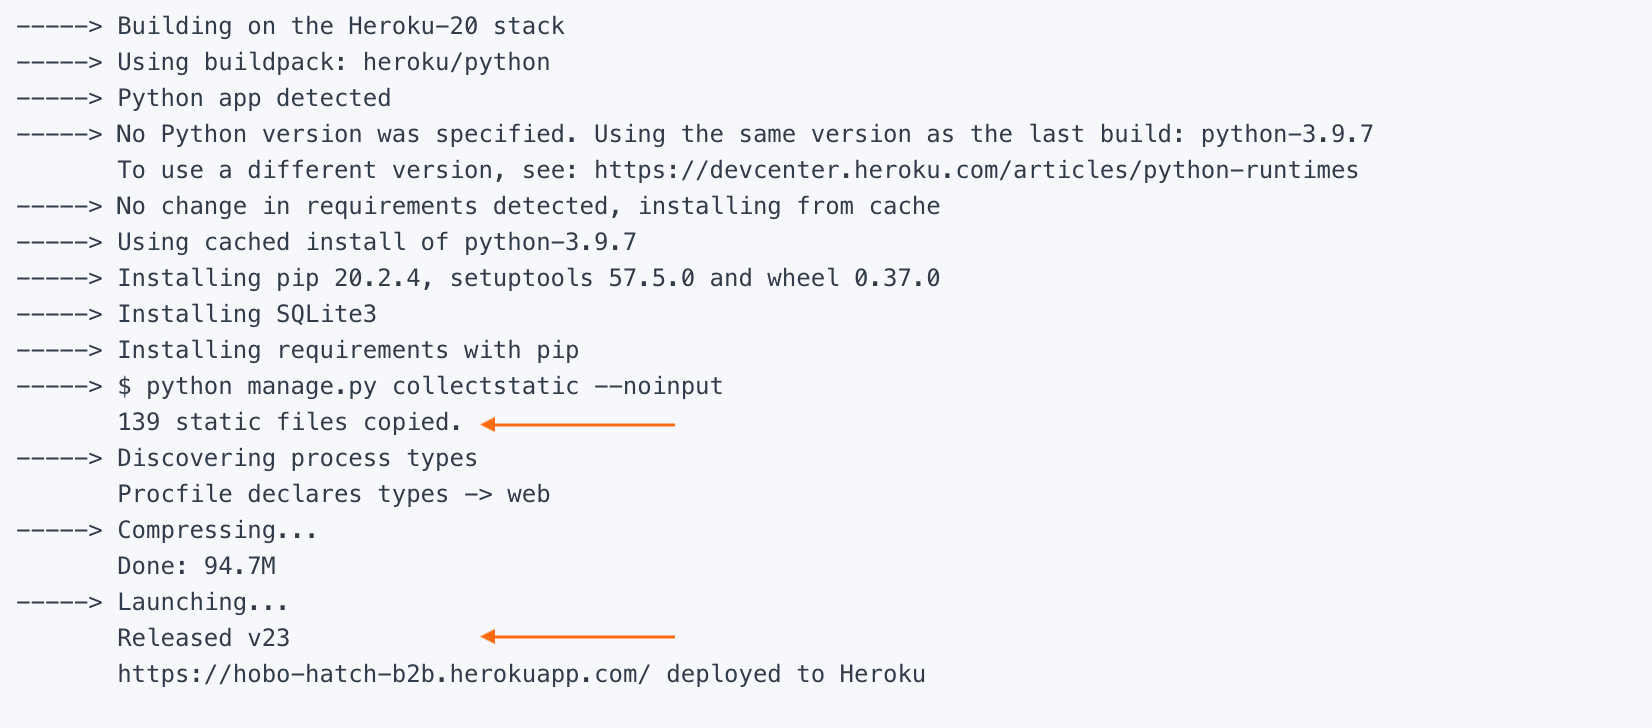 -----> Building on the Heroku-20 stack
-----> Using buildpack: heroku/python
-----> Python app detected
-----> No Python version was specified. Using the same version as the last build: python-3.9.7
       To use a different version, see: https://devcenter.heroku.com/articles/python-runtimes
-----> No change in requirements detected, installing from cache
-----> Using cached install of python-3.9.7
-----> Installing pip 20.2.4, setuptools 57.5.0 and wheel 0.37.0
-----> Installing SQLite3
-----> Installing requirements with pip
-----> $ python manage.py collectstatic --noinput
       139 static files copied.
-----> Discovering process types
       Procfile declares types -> web
-----> Compressing...
       Done: 94.7M
-----> Launching...
       Released v23
       https://hobo-hatch-b2b.herokuapp.com/ deployed to Heroku